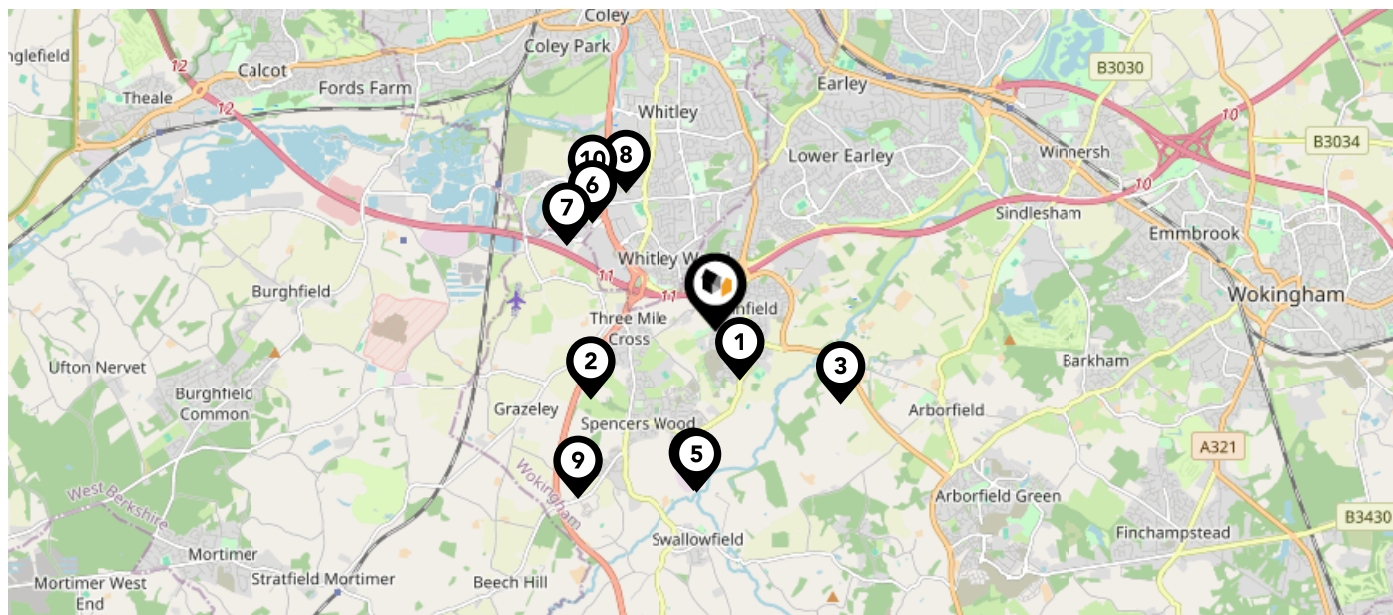 Coley
Coley Park
nglefield
12
Calcot
B3030
Earley
Fords Farm
Theale
12
Whitley
10
B3034
10
8
Lower Earley
Winnersh
6
10
7
Sindlesham
Emmbrook
Whitley W
11
11
Burghfield
Wokingham
nfield
Three Mile
Cross
1
2
3
Barkham
Ufton Nervet
Burghfield
Common
Grazeley
Arborfield
Spencers Wood
A321
5
9
Wokingham
West Berkshire
Arborfield Green
B3430
Finchampstead
Swallowfield
Mortimer
Stratfield Mortimer
Beech Hill
Mortimer West
End